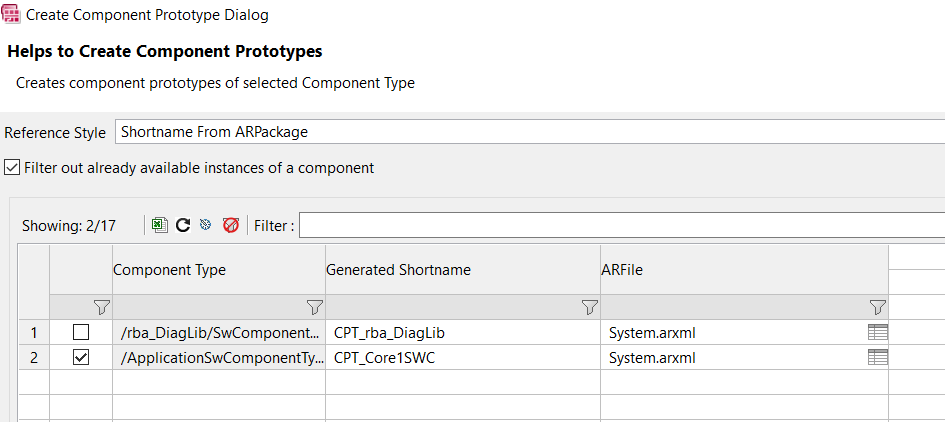 Create Component Prototype Dialog
Helps to Create Component Prototypes
Creates component prototypes of selected Component Type
Reference Style Shortname From ARPackage
Filter out already available instances of a component
Showing: 2/17 Filter :
Component Type Generated Shortname ARFile
1 /rba_DiagLib/SwComponent... CPT_rba_DiagLib System.arxml
2 /ApplicationSwComponentTy... CPT_Core1SWC System.arxml